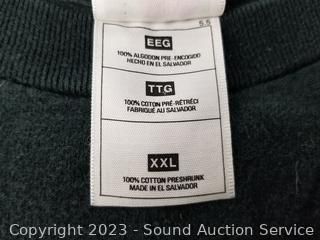 5.5
EEG
100% ALGODON PRE-ENCOGIDO
HECHO EN EL SALVADOR
TTG
100% COTON PRÉ-RÉTRÉCI
FABRIQUÉ AU SALVADOR
XXL
100% COTTON PRESHRUNK
MADE IN EL SALVADOR
Copyright 2023 - Sound Auction Service